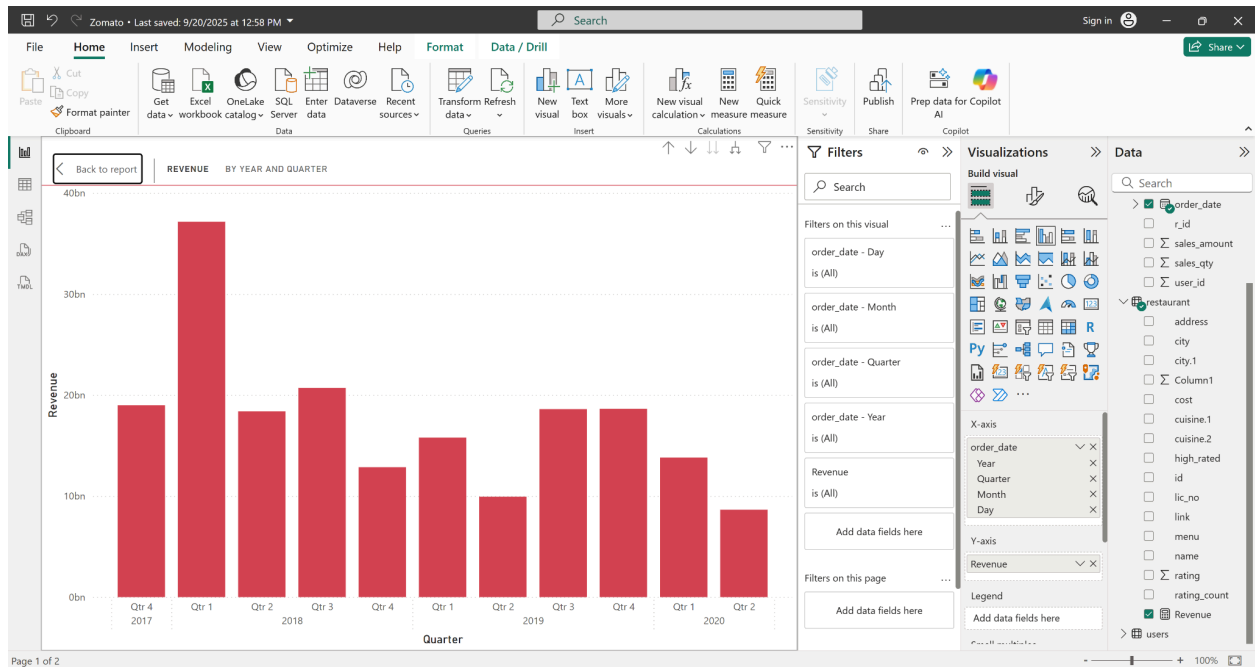 Zomato • Last saved: 9/20/2025 at 12:58 PM
Search
Sign in
File Home Insert Modeling View Optimize Help Format Data / Drill
Share
Paste
Cut
Copy
Format painter
Clipboard
Get data
Excel workbook
OneLake catalog
SQL Server
Enter data
Dataverse
Recent sources
Data
Transform data
Refresh
Queries
New visual
Text box
More visuals
Insert
New visual calculation
New measure
Quick measure
Calculations
Sensitivity
Sensitivity
Publish
Share
Prep data for AI
Copilot
Copilot
DAX
TMDL
Back to report
REVENUE BY YEAR AND QUARTER
40bn
30bn
20bn
10bn
0bn
Revenue
Qtr 4 Qtr 1 Qtr 2 Qtr 3 Qtr 4 Qtr 1 Qtr 2 Qtr 3 Qtr 4 Qtr 1 Qtr 2
2017 2018 2019 2020
Quarter
Filters
Search
Filters on this visual
order_date - Day
is (All)
order_date - Month
is (All)
order_date - Quarter
is (All)
order_date - Year
is (All)
Revenue
is (All)
Add data fields here
Filters on this page
Add data fields here
Visualizations
Build visual
123
R
Py
X-axis
order_date
Year
Quarter
Month
Day
Y-axis
Revenue
Legend
Add data fields here
Small multiples
Data
Search
order_date
r_id
sales_amount
sales_qty
user_id
restaurant
address
city
city.1
Column1
cost
cuisine.1
cuisine.2
high_rated
id
lic_no
link
menu
name
rating
rating_count
Revenue
users
Page 1 of 2
100%